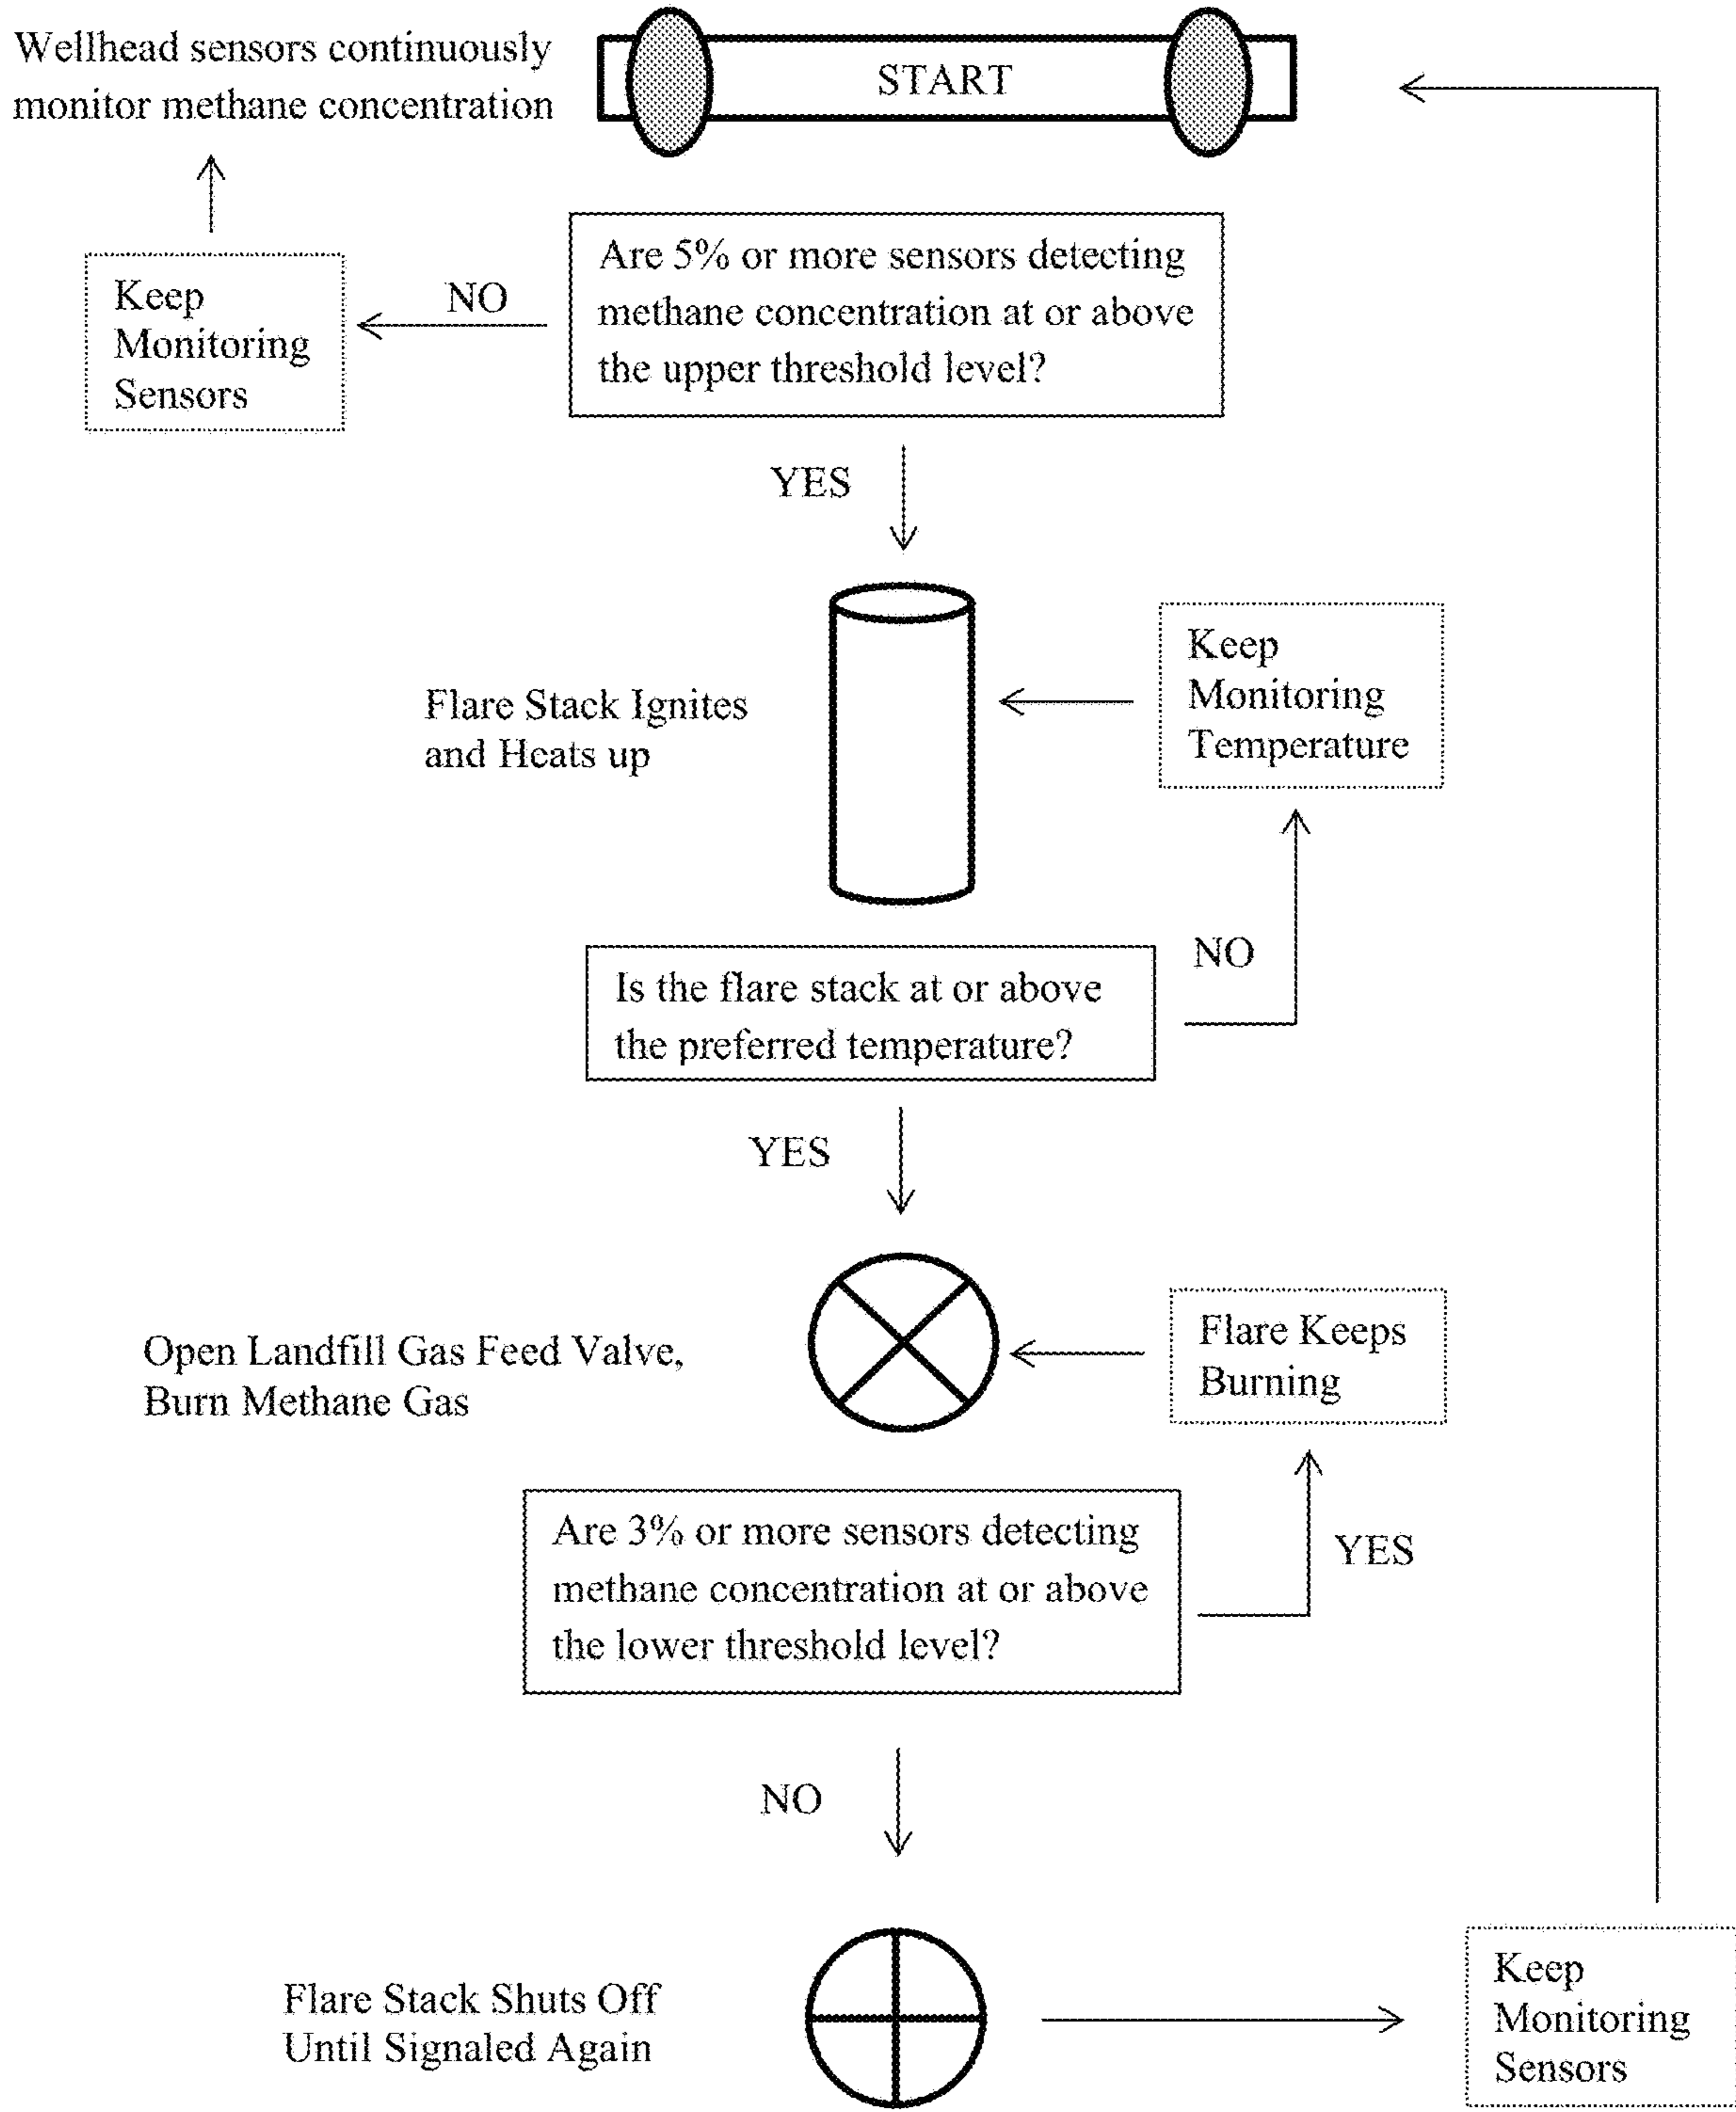 Wellhead sensors continuously
monitor methane concentration
START
Are 5% or more sensors detecting
methane concentration at or above
the upper threshold level?
NO
Keep
Monitoring
Sensors
YES
Flare Stack Ignites
and Heats up
Keep
Monitoring
Temperature
NO
Is the flare stack at or above
the preferred temperature?
YES
Open Landfill Gas Feed Valve,
Burn Methane Gas
Flare Keeps
Burning
Are 3% or more sensors detecting
methane concentration at or above
the lower threshold level?
YES
NO
Flare Stack Shuts Off
Until Signaled Again
Keep
Monitoring
Sensors